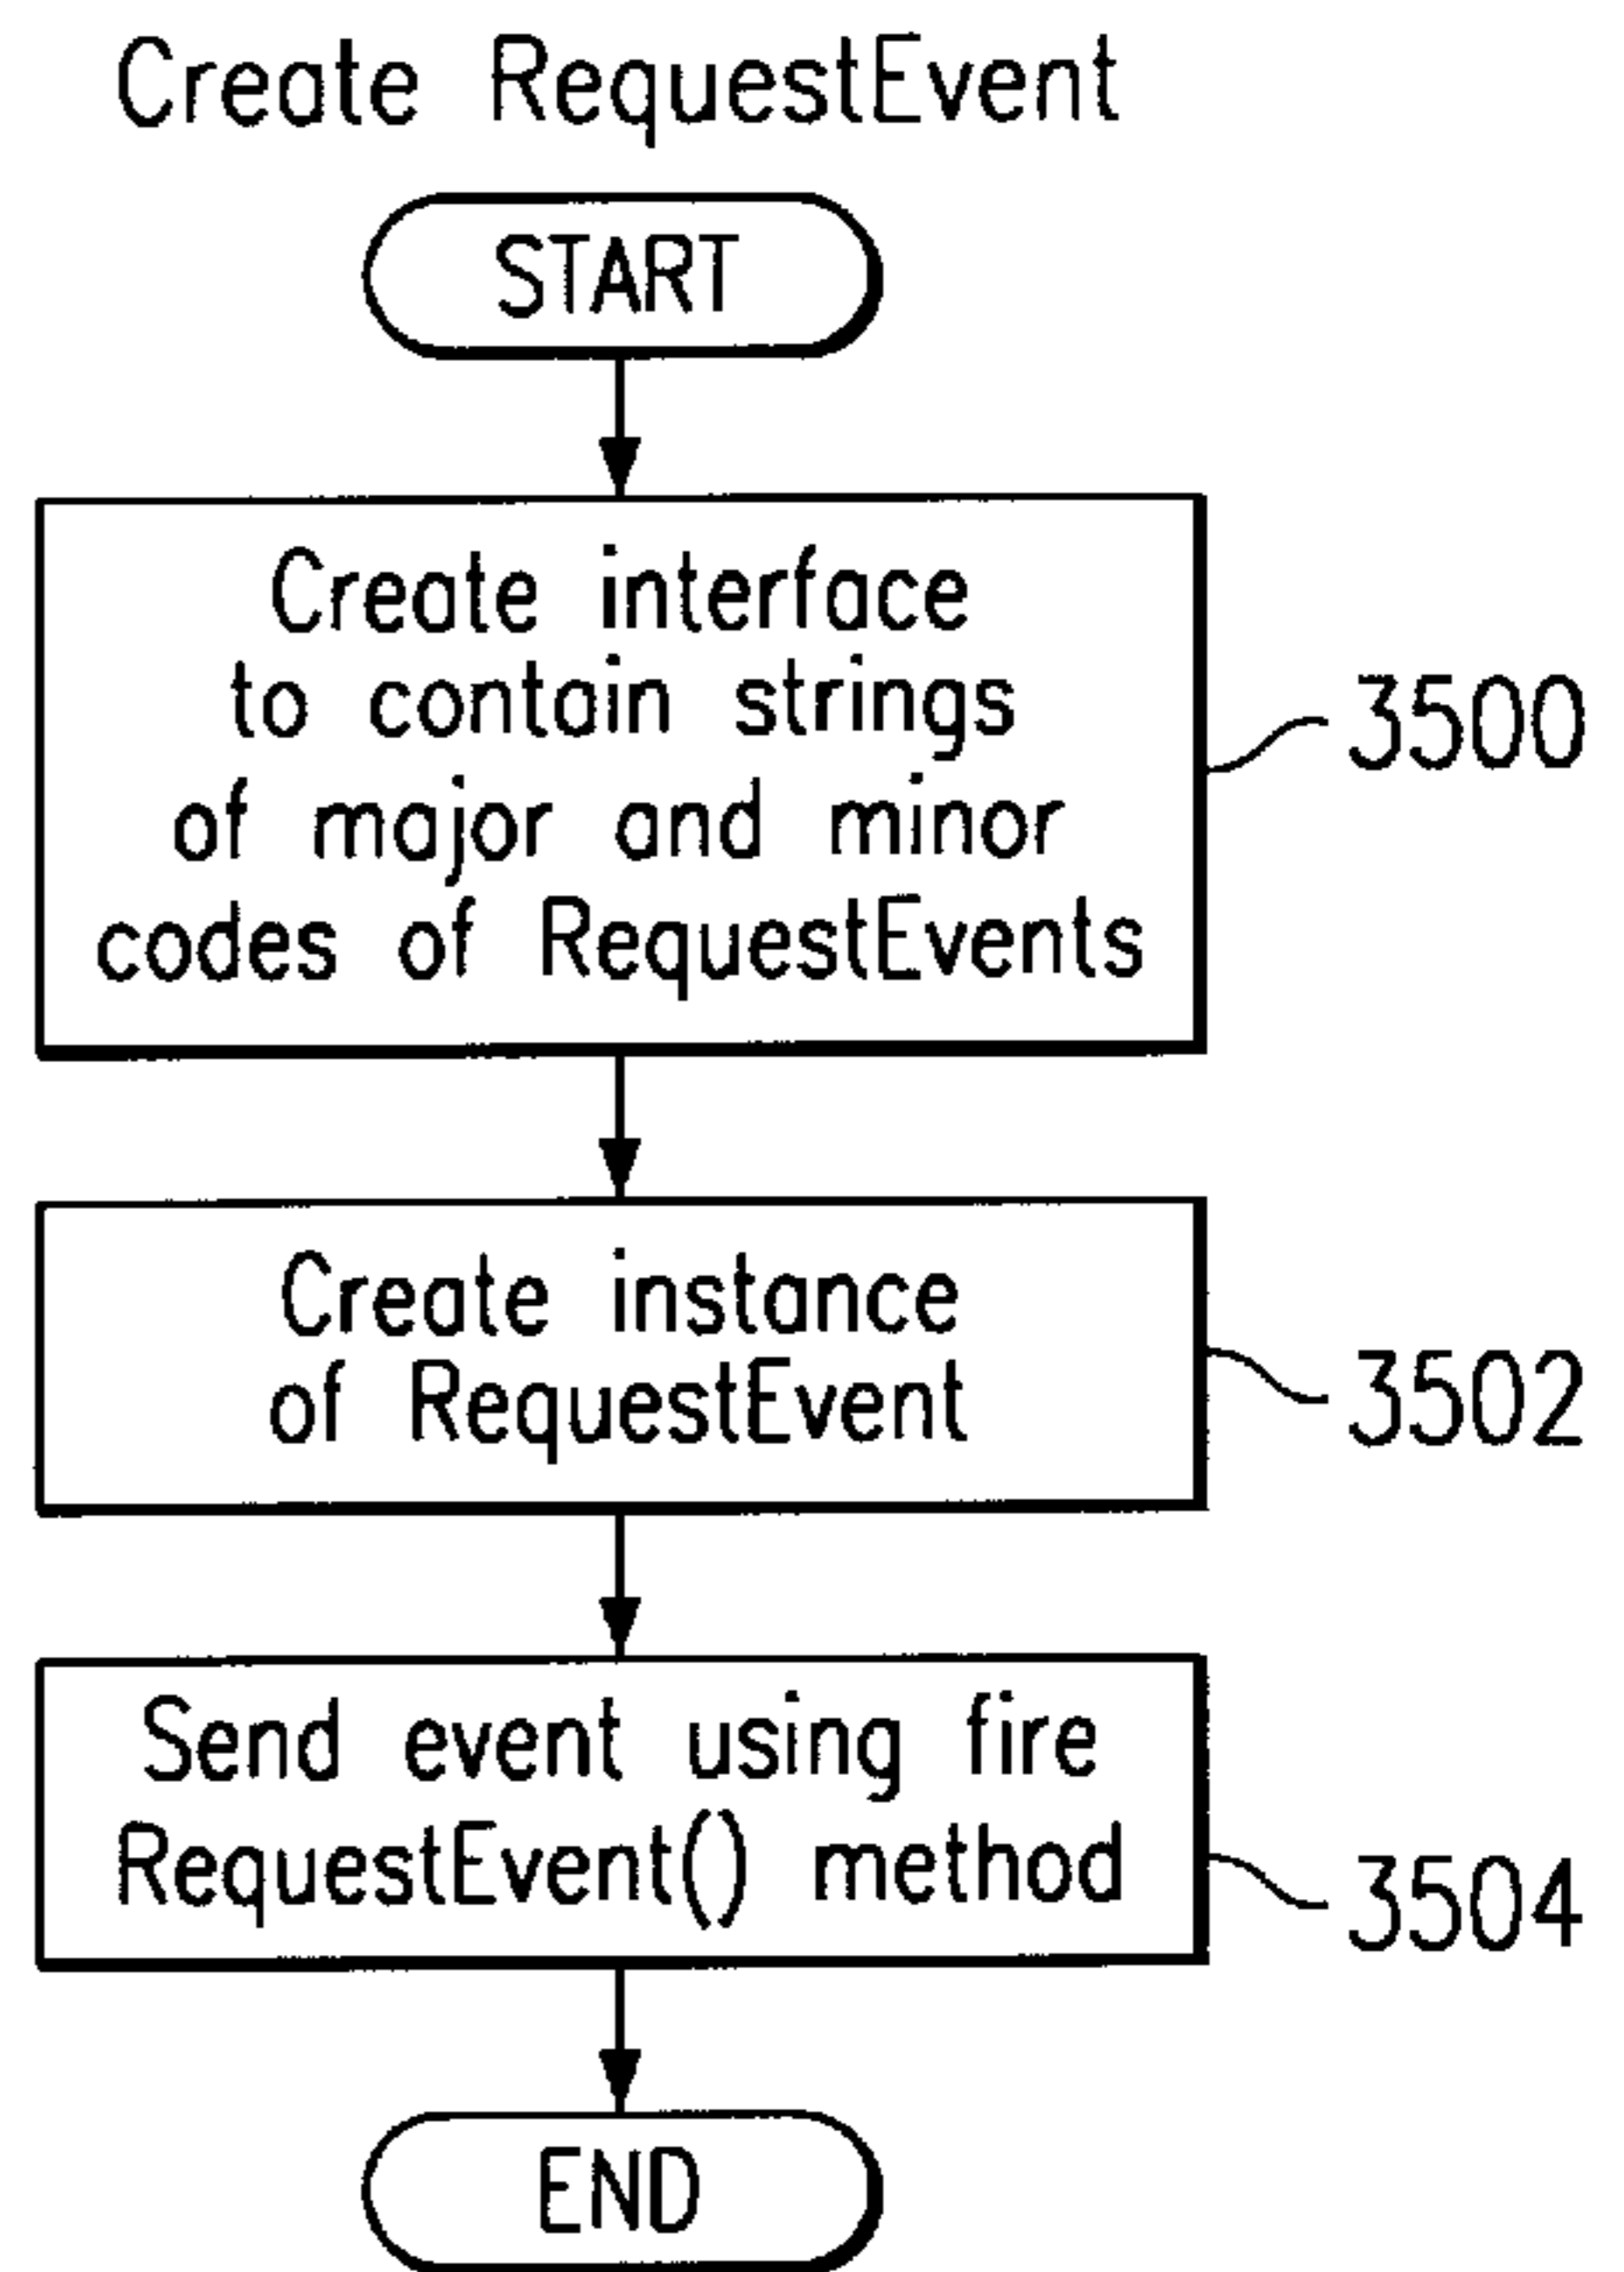 Create RequestEvent
START
Create interface
to contain strings
of major and minor
codes of RequestEvents
3500
Create instance
of RequestEvent
3502
Send event using fire
RequestEvent() method
3504
END